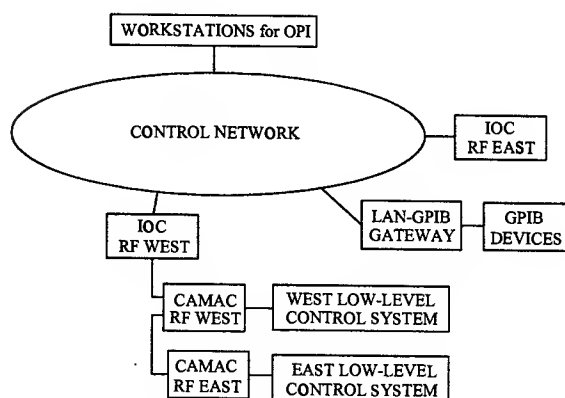 WORKSTATIONS for OPI
CONTROL NETWORK
IOC
RF EAST
IOC
RF WEST
LAN-GPIB
GATEWAY
GPIB
DEVICES
CAMAC
RF WEST
WEST LOW-LEVEL
CONTROL SYSTEM
CAMAC
RF EAST
EAST LOW-LEVEL
CONTROL SYSTEM